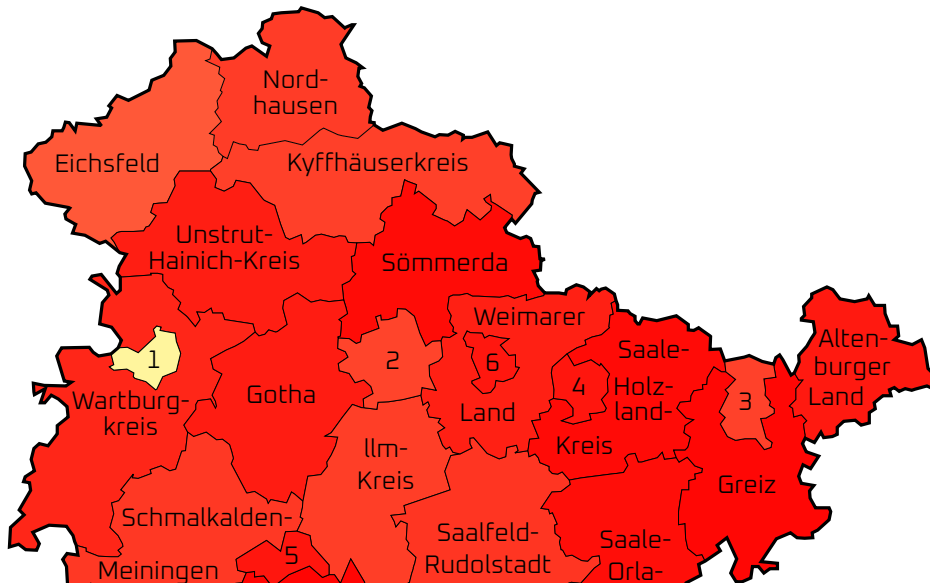 Nord-
hausen
Eichsfeld
Kyffhäuserkreis
Unstrut-
Hainich-Kreis
Sömmerda
Weimarer
Land
1
2
6
4
3
5
Saale-
Holz-
land-
Kreis
Alten-
burger
Land
Wartburg-
kreis
Gotha
llm-
Kreis
Greiz
Schmalkalden-
Meiningen
Saalfeld-
Rudolstadt
Saale-
Orla-